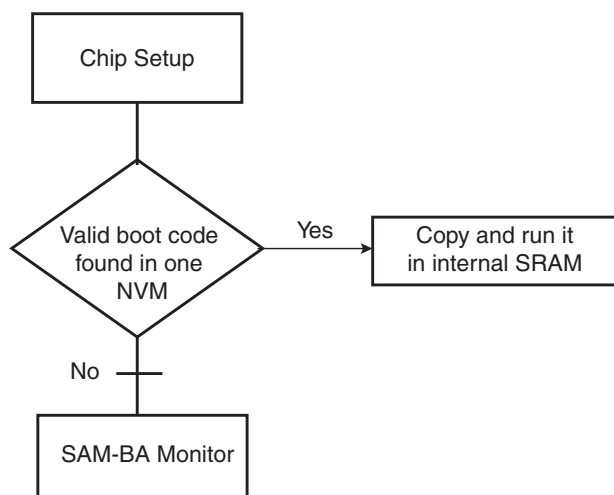 Chip Setup
Valid boot code
found in one
NVM
Yes
Copy and run it
in internal SRAM
No
SAM-BA Monitor